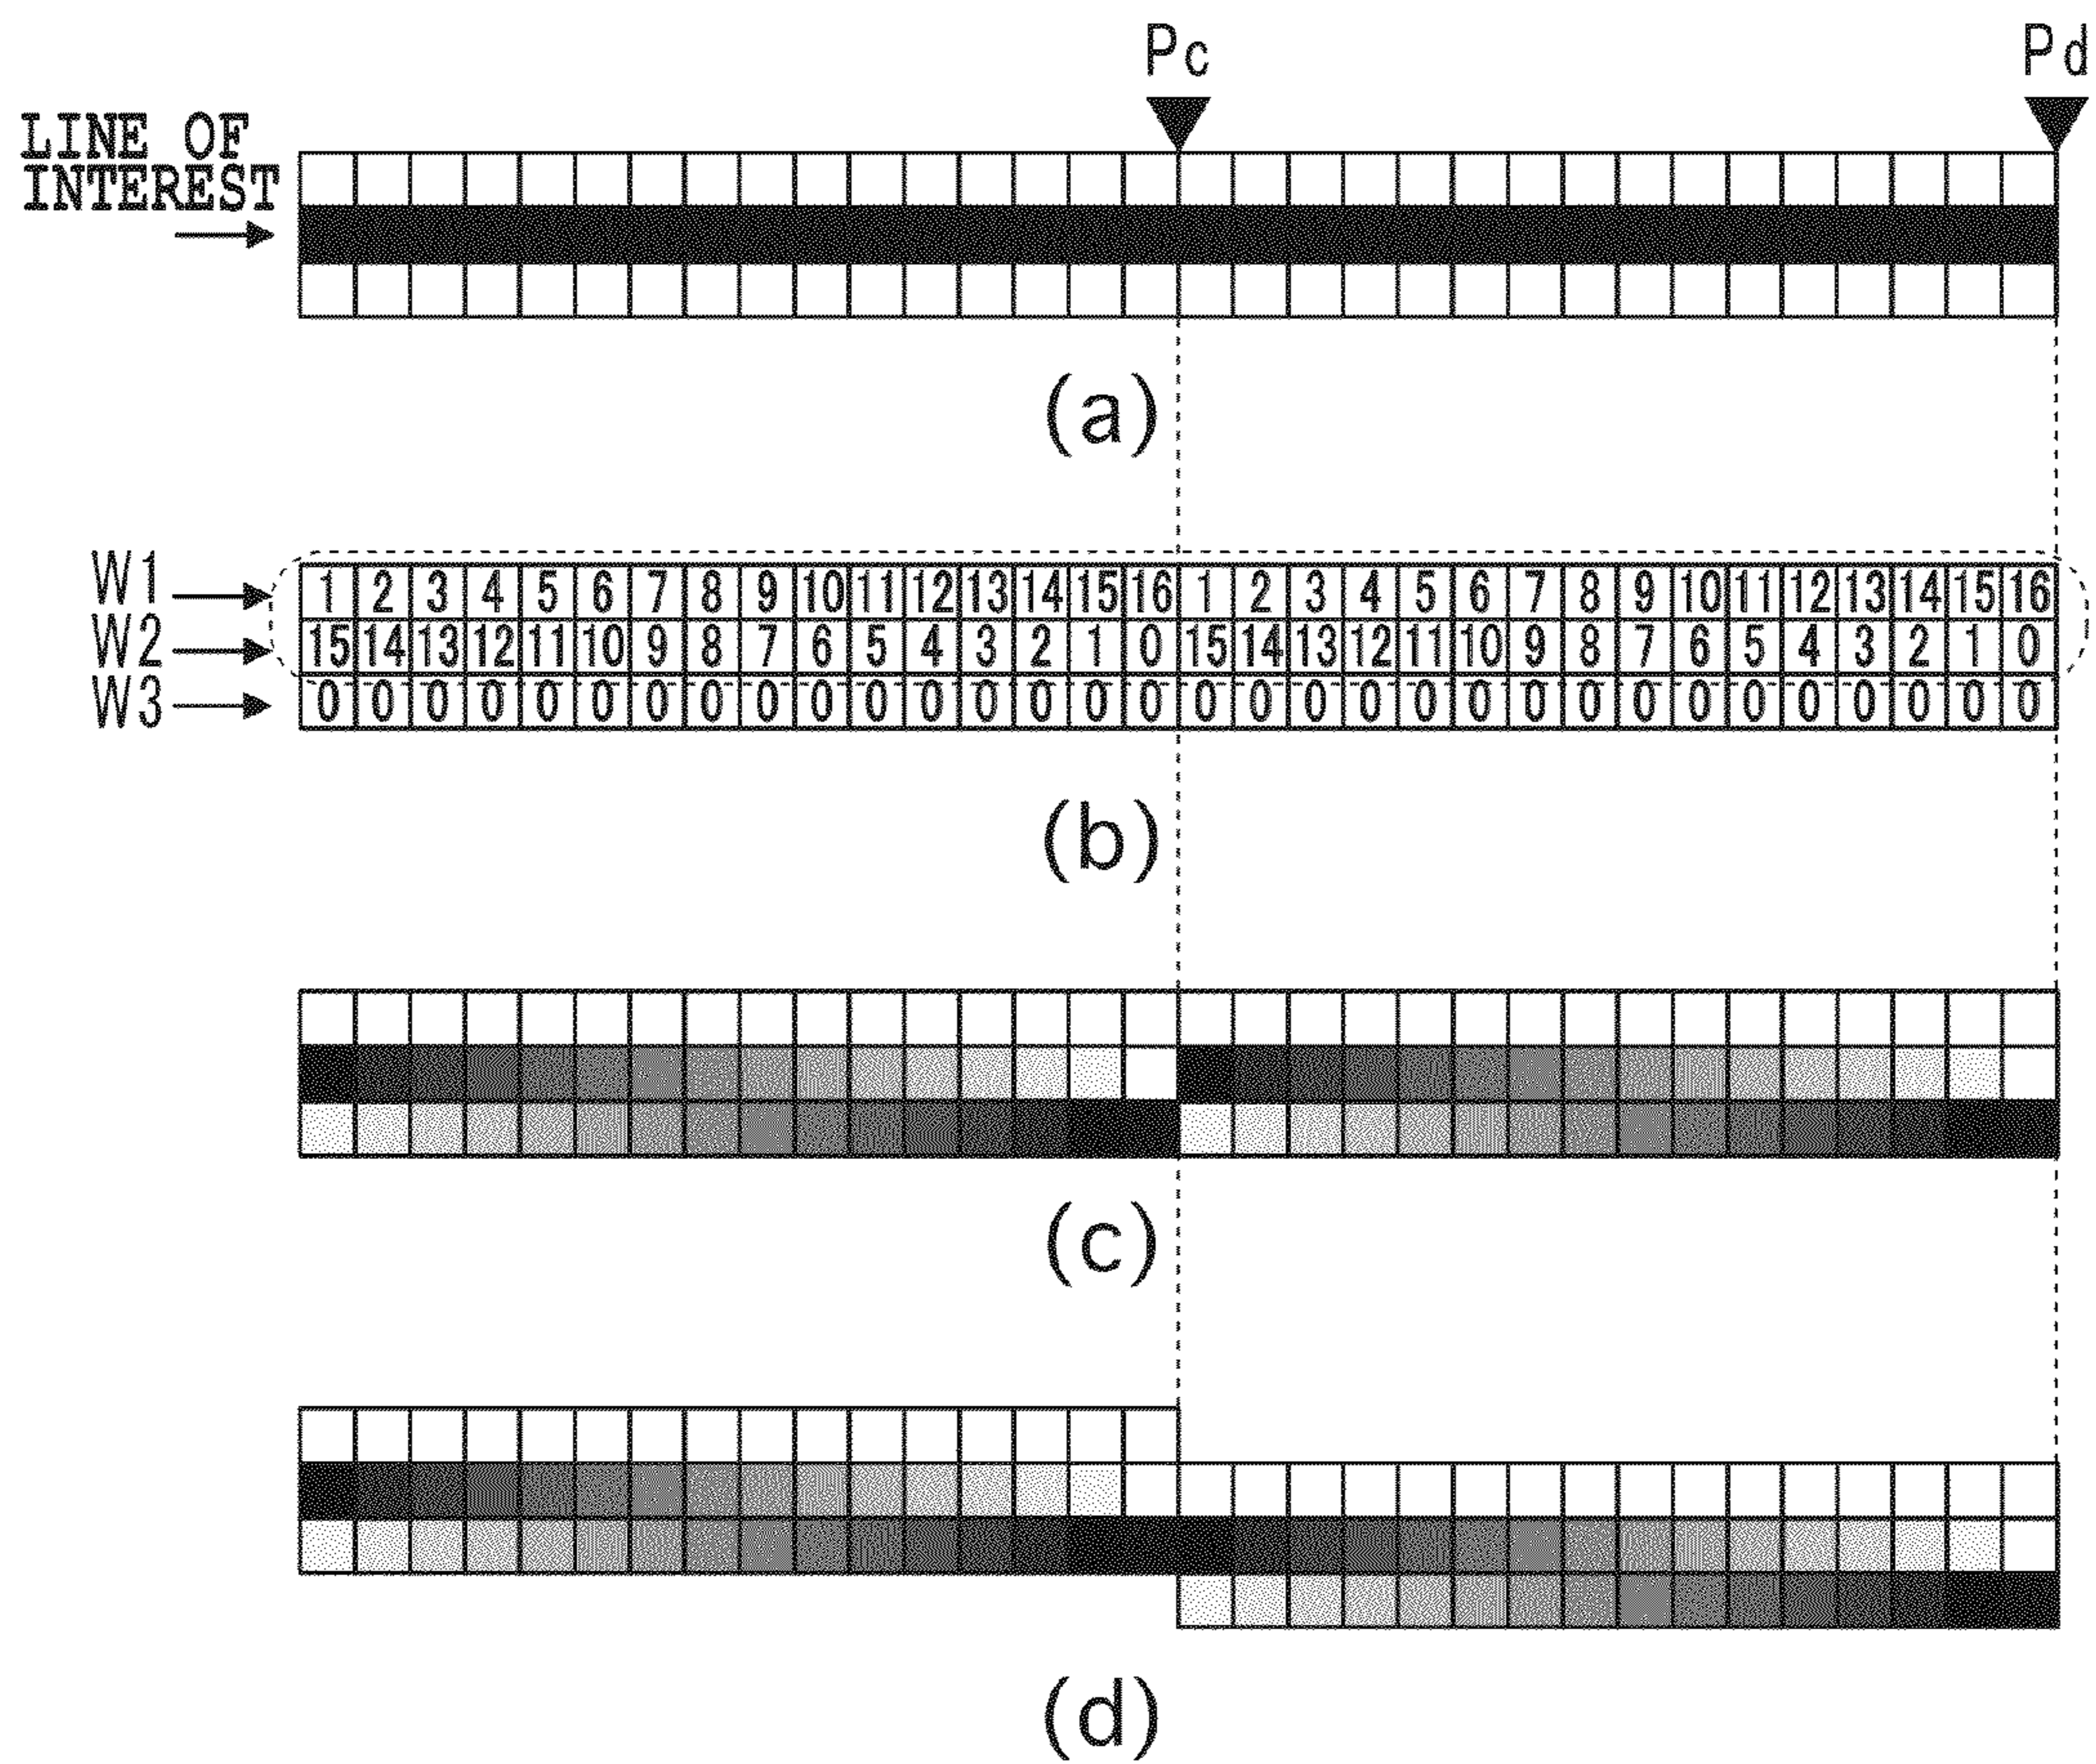 Pc Pd
LINE OF
INTEREST
(a)
W1 1 2 3 4 5 6 7 8 9 10 11 12 13 14 15 16 1 2 3 4 5 6 7 8 9 10 11 12 13 14 15 16
W2 15 14 13 12 11 10 9 8 7 6 5 4 3 2 1 0 15 14 13 12 11 10 9 8 7 6 5 4 3 2 1 0
W3 0 0 0 0 0 0 0 0 0 0 0 0 0 0 0 0 0 0 0 0 0 0 0 0 0 0 0 0 0 0 0 0
(b)
(c)
(d)